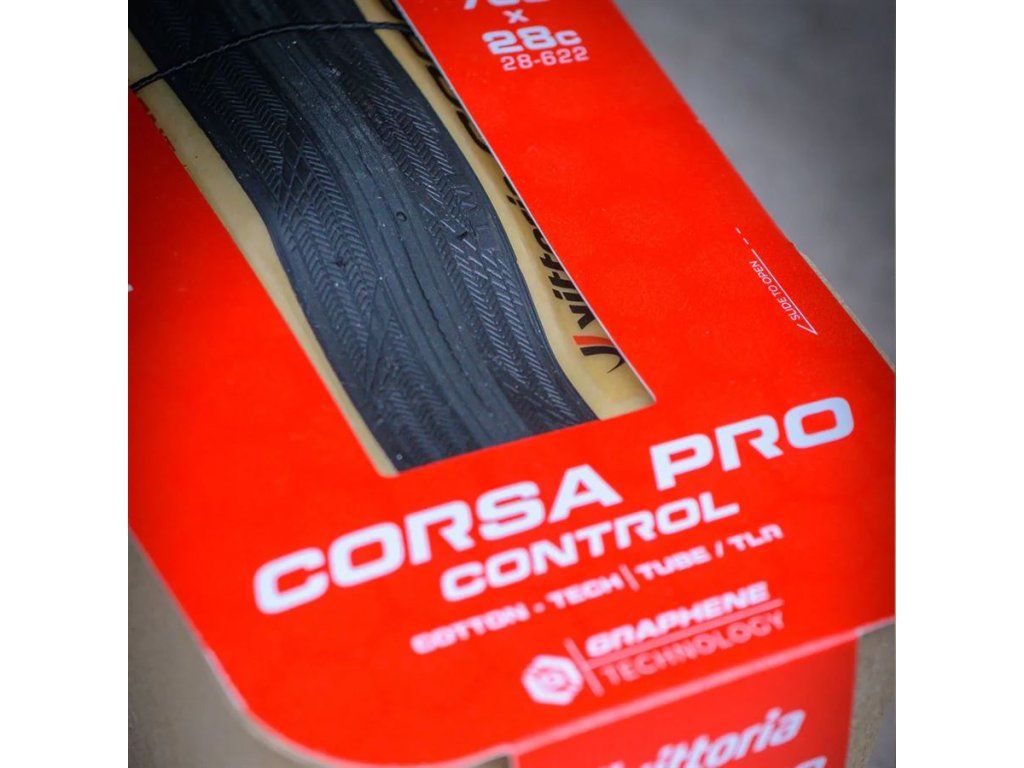 x
28c
28-622
vittoria
SLIDE TO OPEN
CORSA PRO
CONTROL
COTTON - TECH | TUBE / TLR
GRAPHENE
TECHNOLOGY
vittoria